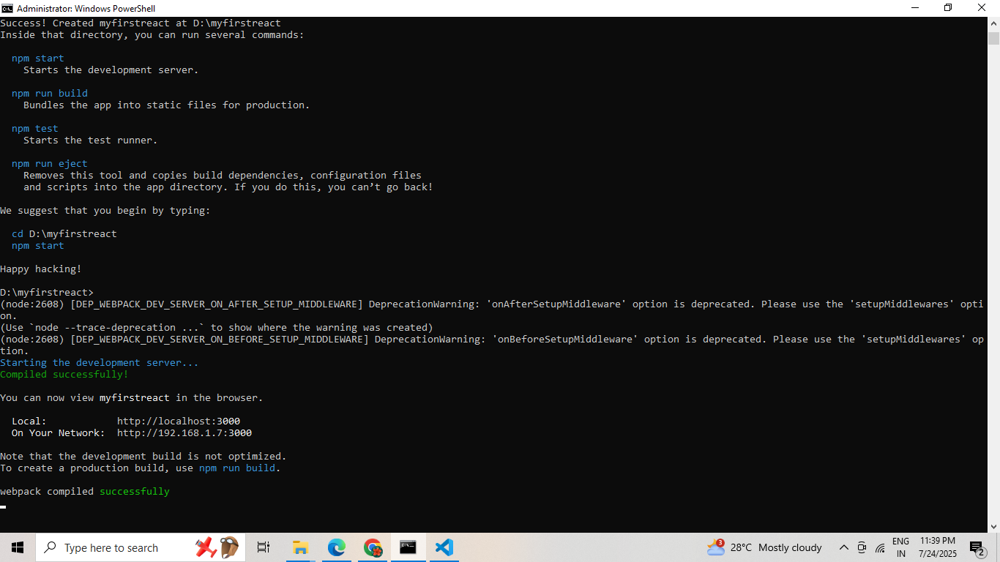 Administrator: Windows PowerShell
Success! Created myfirstreact at D:\myfirstreact
Inside that directory, you can run several commands:
npm start
Starts the development server.
npm run build
Bundles the app into static files for production.
npm test
Starts the test runner.
npm run eject
Removes this tool and copies build dependencies, configuration files
and scripts into the app directory. If you do this, you can’t go back!
We suggest that you begin by typing:
cd D:\myfirstreact
npm start
Happy hacking!
D:\myfirstreact>
(node:2608) [DEP_WEBPACK_DEV_SERVER_ON_AFTER_SETUP_MIDDLEWARE] DeprecationWarning: 'onAfterSetupMiddleware' option is deprecated. Please use the 'setupMiddlewares' opti
on.
(Use `node --trace-deprecation ...` to show where the warning was created)
(node:2608) [DEP_WEBPACK_DEV_SERVER_ON_BEFORE_SETUP_MIDDLEWARE] DeprecationWarning: 'onBeforeSetupMiddleware' option is deprecated. Please use the 'setupMiddlewares' op
tion.
Starting the development server...
Compiled successfully!
You can now view myfirstreact in the browser.
Local: http://localhost:3000
On Your Network: http://192.168.1.7:3000
Note that the development build is not optimized.
To create a production build, use npm run build.
webpack compiled successfully
Type here to search
3
28°C Mostly cloudy
ENG
IN
11:39 PM
7/24/2025
2